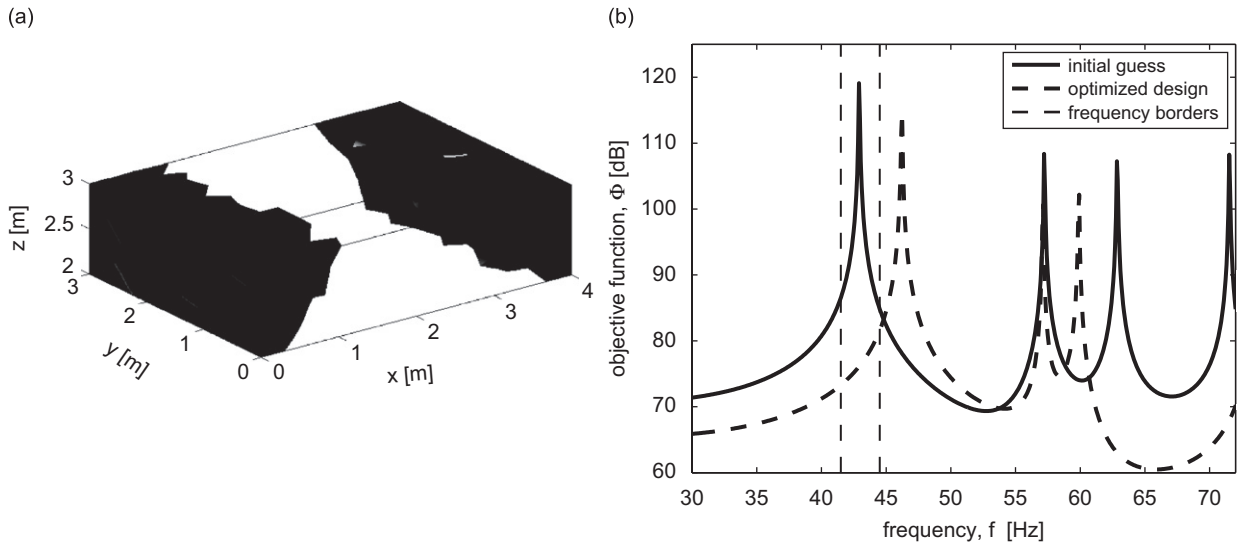 (a)
3
2.5
2
z [m]
3
2
1
0
y [m]
0
1
2
3
4
x [m]
(b)
initial guess
optimized design
frequency borders
120
110
100
90
80
70
60
objective function, Φ [dB]
30
35
40
45
50
55
60
65
70
frequency, f [Hz]